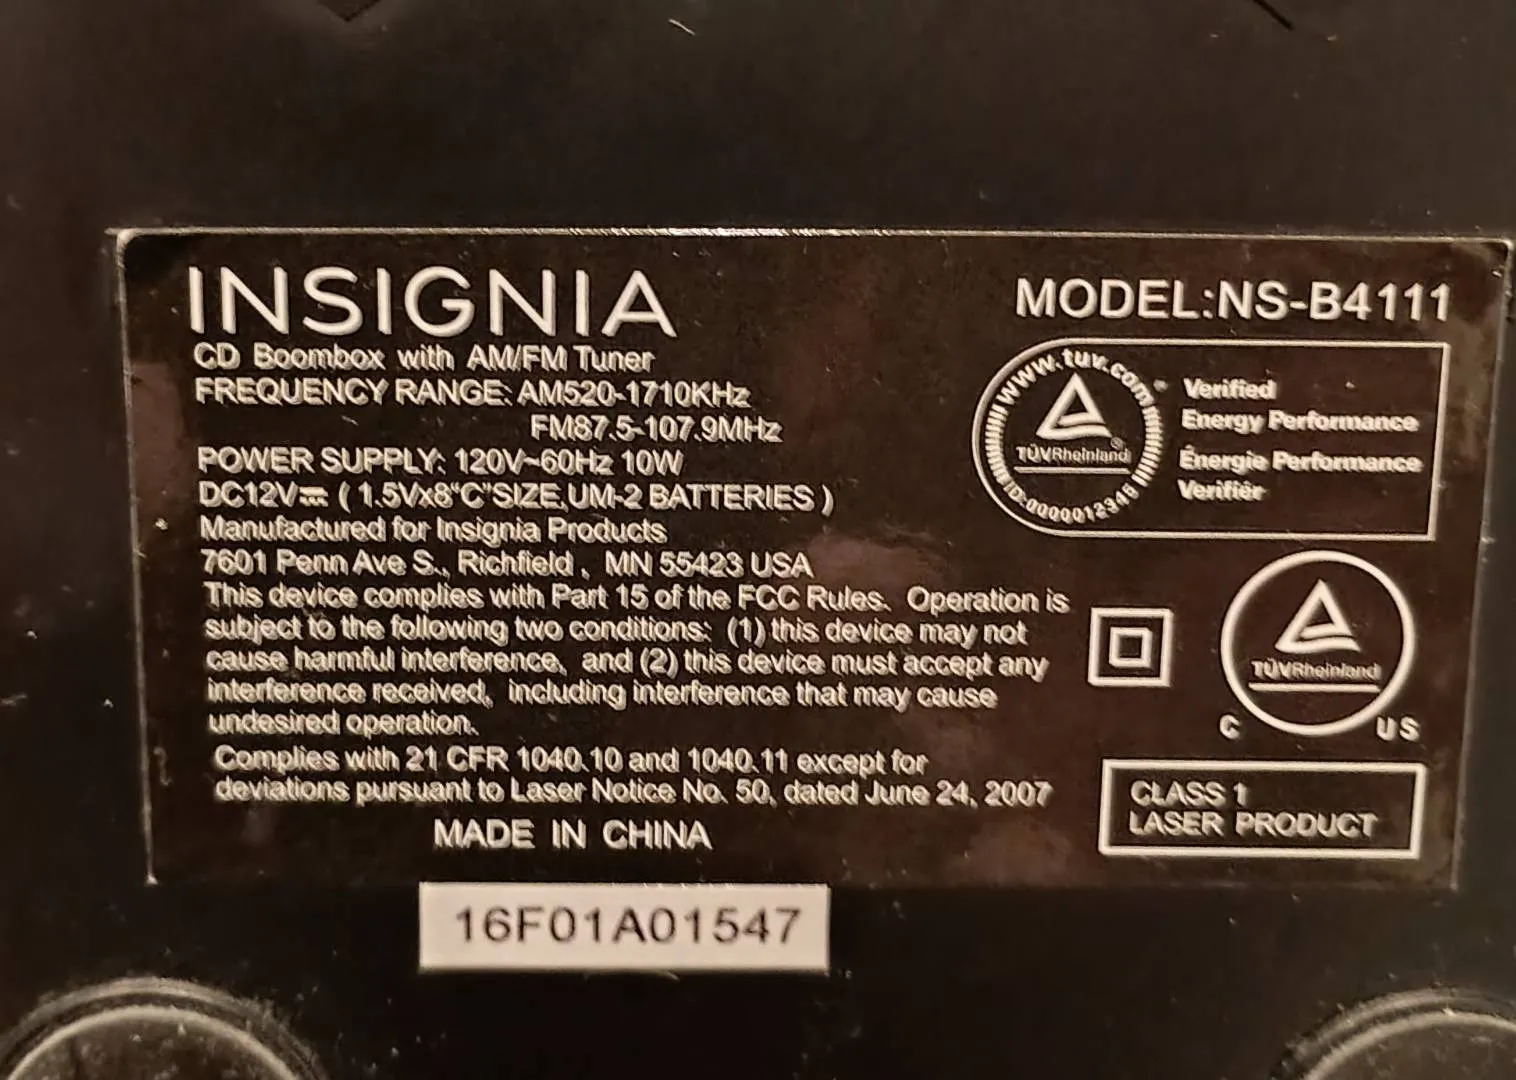 INSIGNIA
CD Boombox with AM/FM Tuner
FREQUENCY RANGE: AM520-1710KHz
FM87.5-107.9MHz
POWER SUPPLY: 120V~60Hz 10W
DC12V⎓ ( 1.5Vx8"C"SIZE,UM-2 BATTERIES )
Manufactured for Insignia Products
7601 Penn Ave S., Richfield , MN 55423 USA
This device complies with Part 15 of the FCC Rules. Operation is
subject to the following two conditions: (1) this device may not
cause harmful interference, and (2) this device must accept any
interference received, including interference that may cause
undesired operation.
Complies with 21 CFR 1040.10 and 1040.11 except for
deviations pursuant to Laser Notice No. 50, dated June 24, 2007
MADE IN CHINA
MODEL:NS-B4111
www.tuv.com
TÜVRheinland®
ID:0000012345
Verified
Energy Performance
Énergie Performance
Verifiér
TÜVRheinland
C US
CLASS 1
LASER PRODUCT
16F01A01547